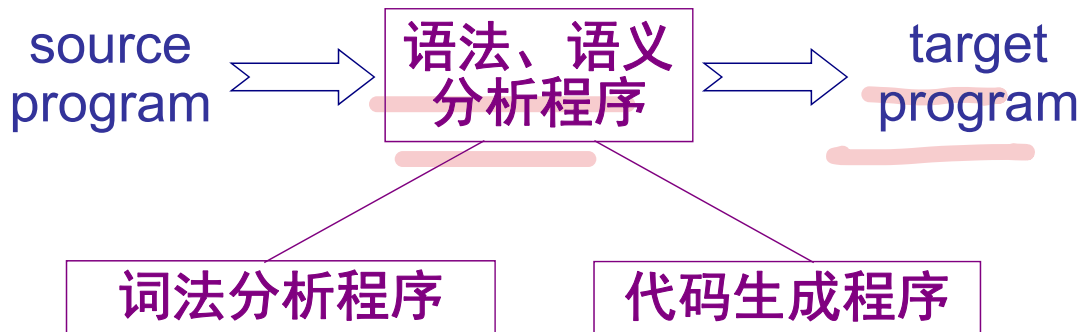 source
program
语法、语义
分析程序
target
program
词法分析程序
代码生成程序